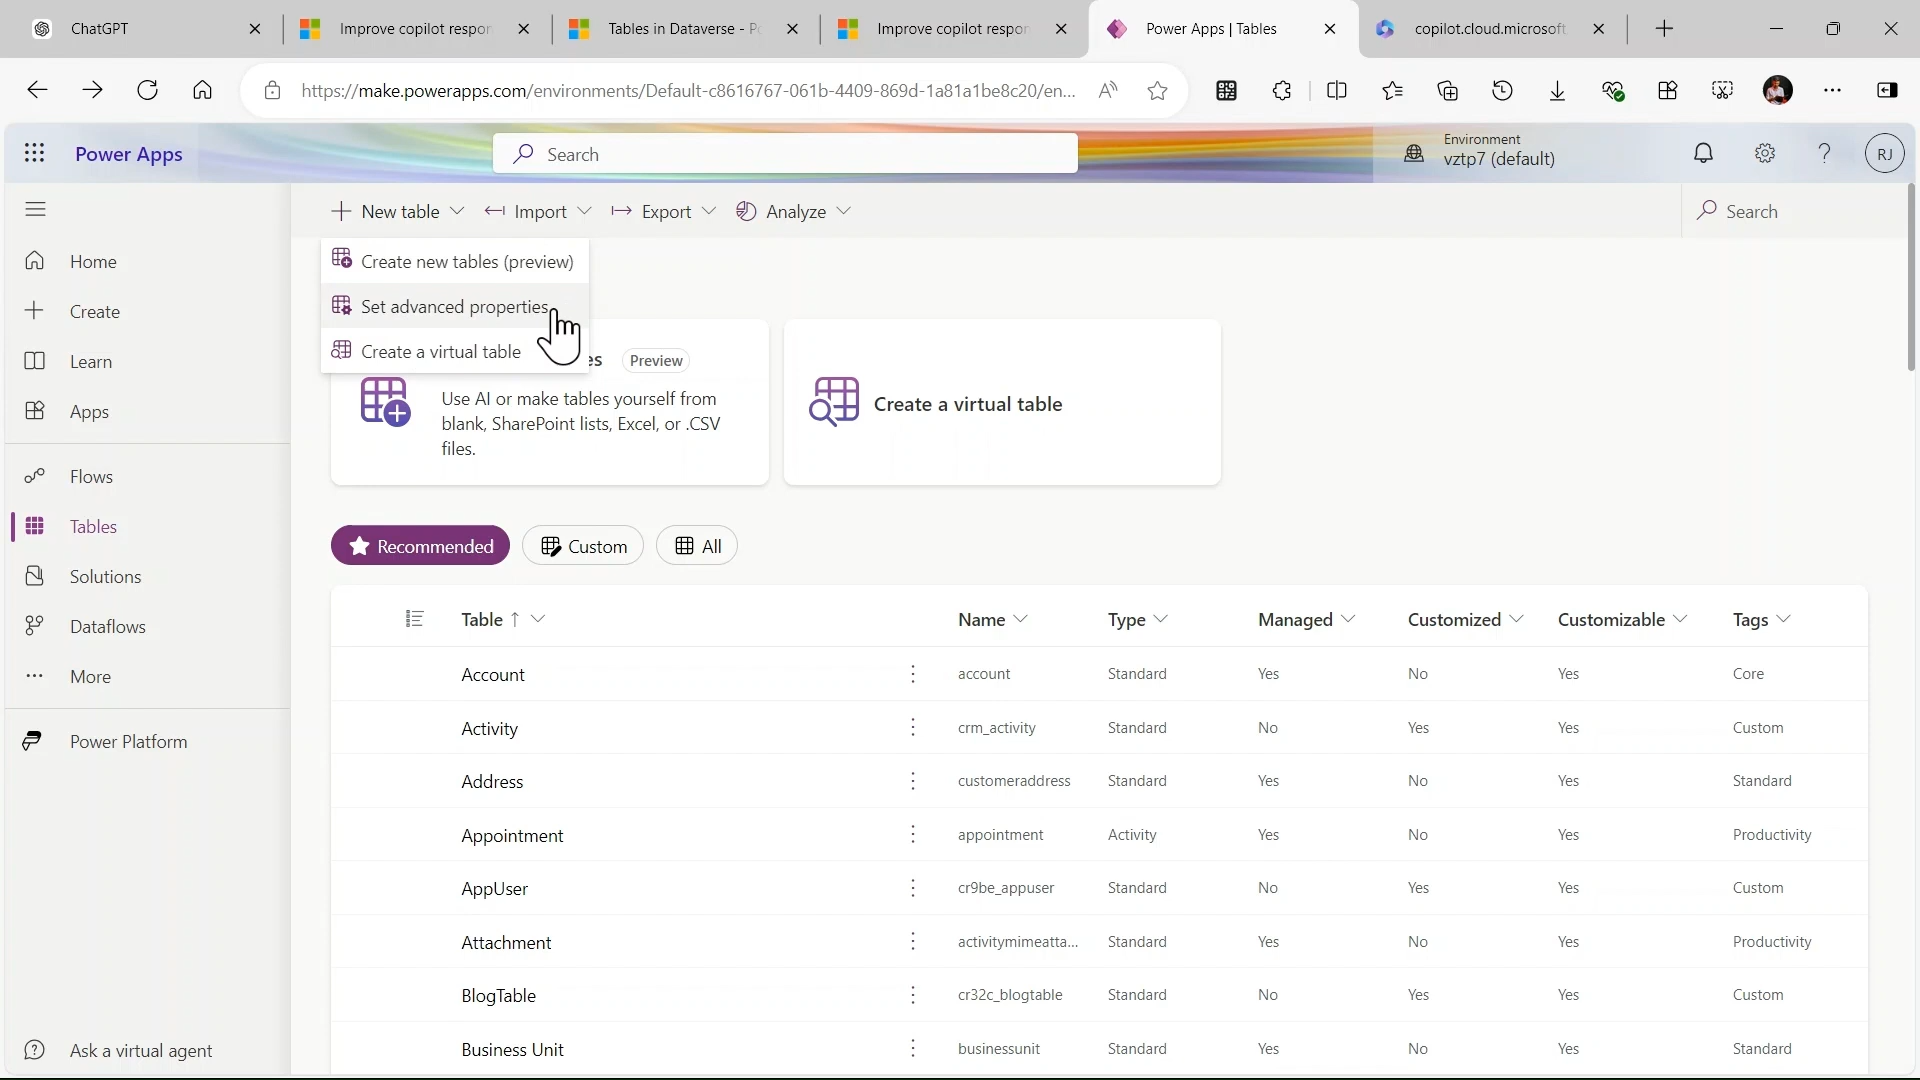 ChatGPT
Improve copilot respon
Tables in Dataverse - Po
Improve copilot respon
Power Apps | Tables
copilot.cloud.microsoft
https://make.powerapps.com/environments/Default-c8616767-061b-4409-869d-1a81a1be8c20/en...
Power Apps
Search
Environment
vztp7 (default)
RJ
New table
Import
Export
Analyze
Search
Home
Create
Learn
Apps
Flows
Tables
Solutions
Dataflows
More
Power Platform
Ask a virtual agent
Create new tables (preview)
Set advanced properties
Create a virtual table
es Preview
Use AI or make tables yourself from
blank, SharePoint lists, Excel, or .CSV
files.
Create a virtual table
Recommended
Custom
All
Table Name Type Managed Customized Customizable Tags
Account account Standard Yes No Yes Core
Activity crm_activity Standard No Yes Yes Custom
Address customeraddress Standard Yes No Yes Standard
Appointment appointment Activity Yes No Yes Productivity
AppUser cr9be_appuser Standard No Yes Yes Custom
Attachment activitymimeatta... Standard Yes No Yes Productivity
BlogTable cr32c_blogtable Standard No Yes Yes Custom
Business Unit businessunit Standard Yes No Yes Standard